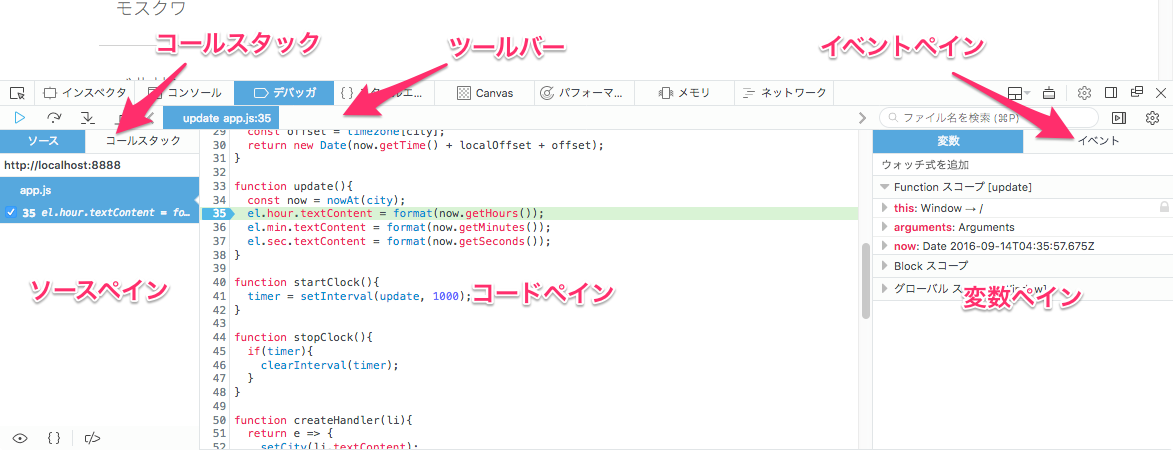 モスクワ
コールスタック
ツールバー
イベントペイン
インスペクタ
コンソール
デバッガ
Canvas
パフォーマ...
メモリ
ネットワーク
update app.js:35
ファイル名を検索 (⌘P)
ソース
コールスタック
変数
イベント
http://localhost:8888
ウォッチ式を追加
app.js
35 el.hour.textContent = fo…
Function スコープ [update]
this: Window → /
arguments: Arguments
now: Date 2016-09-14T04:35:57.675Z
Block スコープ
グローバル
29 const offset = timezone[city];
30 return new Date(now.getTime() + localOffset + offset);
31 }
32
33 function update(){
34 const now = nowAt(city);
35 el.hour.textContent = format(now.getHours());
36 el.min.textContent = format(now.getMinutes());
37 el.sec.textContent = format(now.getSeconds());
38 }
39
40 function startClock(){
41 timer = setInterval(update, 1000);
42 }
43
44 function stopClock(){
45 if(timer){
46 clearInterval(timer);
47 }
48 }
49
50 function createHandler(li){
51 return e => {
52 setCity(li.textContent);
ソースペイン
コードペイン
変数ペイン